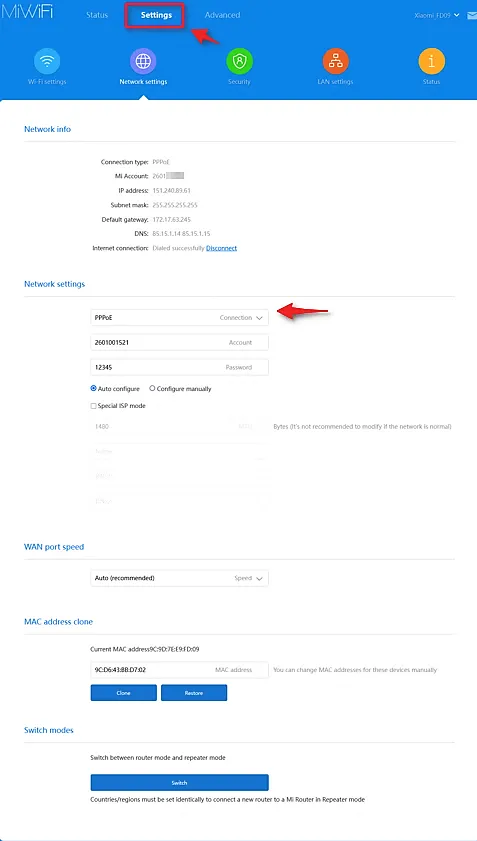 MiWiFi Status Settings Advanced Xiaomi_FD09
Wi-Fi settings Network settings Security LAN settings Status
Network info
Connection type: PPPoE
Mi Account: 2601
IP address: 151.240.89.61
Subnet mask: 255.255.255.255
Default gateway: 172.17.63.245
DNS: 85.15.1.14 85.15.1.15
Internet connection: Dialed successfully Disconnect
Network settings
PPPoE Connection
2601001521 Account
12345 Password
Auto configure Configure manually
Special ISP mode
1480 MTU Bytes (It's not recommended to modify if the network is normal)
WAN port speed
Auto (recommended) Speed
MAC address clone
Current MAC address9C:9D:7E:E9:FD:09
9C:D6:43:BB:D7:02 MAC address You can change MAC addresses for these devices manually
Clone Restore
Switch modes
Switch between router mode and repeater mode
Switch
Countries/regions must be set identically to connect a new router to a Mi Router in Repeater mode